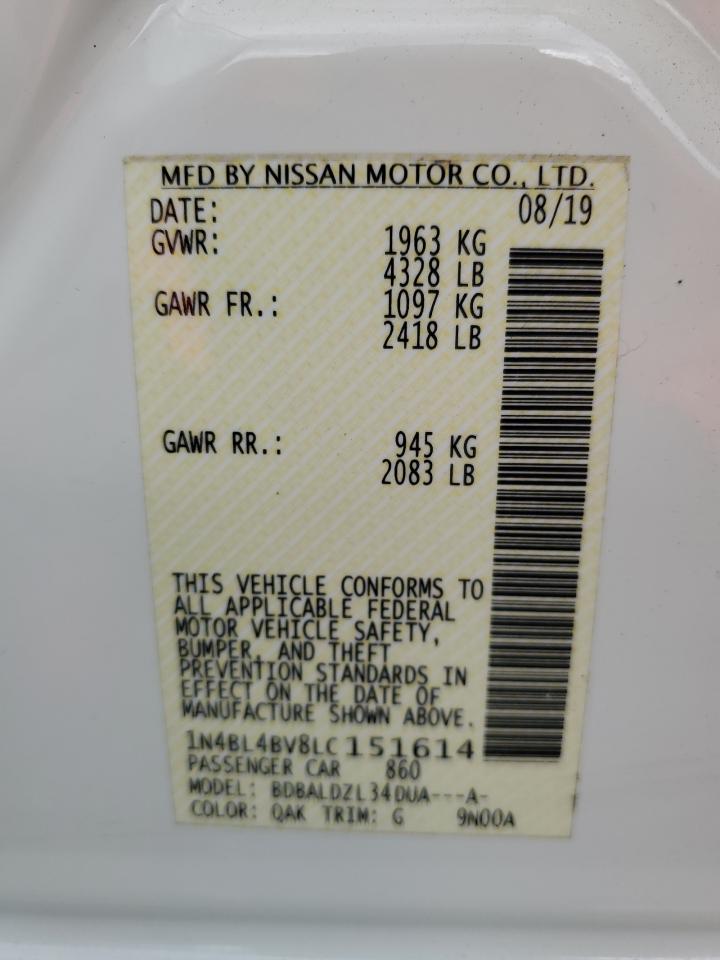 MFD BY NISSAN MOTOR CO., LTD.
DATE: 08/19
GVWR: 1963 KG
4328 LB
GAWR FR.: 1097 KG
2418 LB
GAWR RR.: 945 KG
2083 LB
THIS VEHICLE CONFORMS TO
ALL APPLICABLE FEDERAL
MOTOR VEHICLE SAFETY,
BUMPER, AND THEFT
PREVENTION STANDARDS IN
EFFECT ON THE DATE OF
MANUFACTURE SHOWN ABOVE.
1N4BL4BV8LC151614
PASSENGER CAR 860
MODEL: BDBALDZL34DUA---A-
COLOR: QAK TRIM: G 9N00A